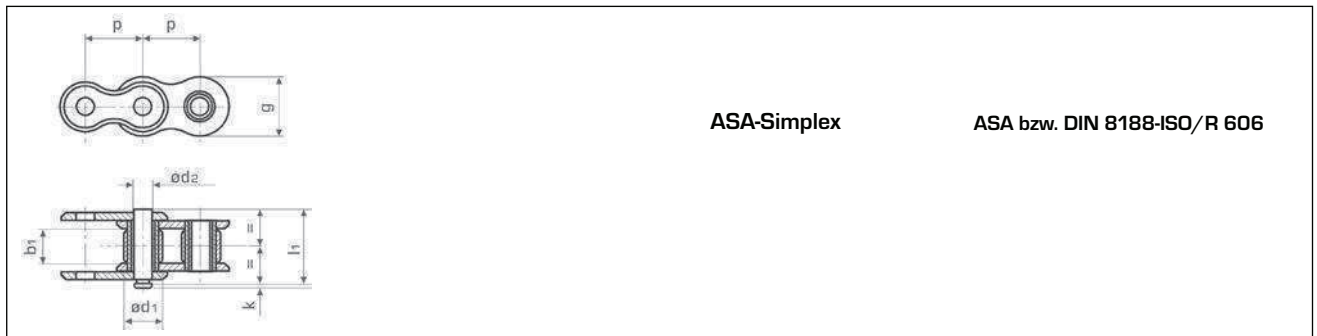 p p
g
ASA-Simplex
ASA bzw. DIN 8188-ISO/R 606
ød2
b1
=
=
l1
k
ød1